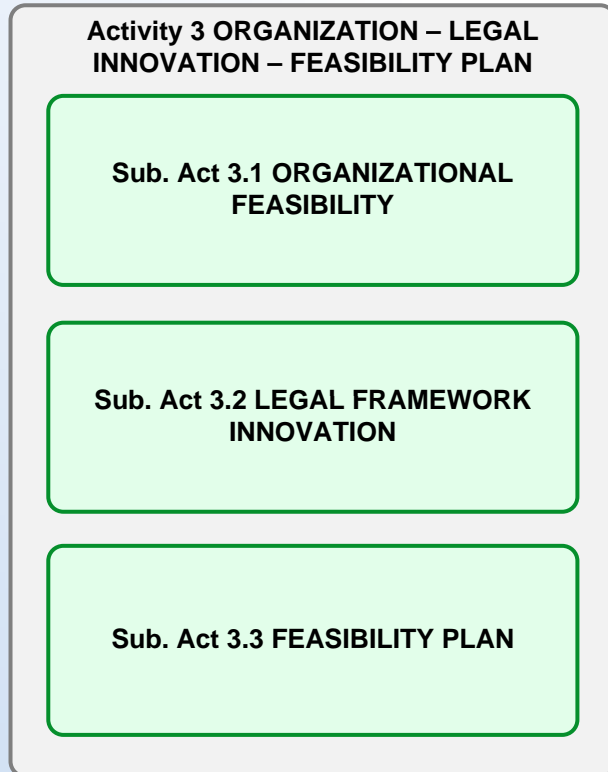 Activity 3 ORGANIZATION – LEGAL
INNOVATION – FEASIBILITY PLAN
Sub. Act 3.1 ORGANIZATIONAL
FEASIBILITY
Sub. Act 3.2 LEGAL FRAMEWORK
INNOVATION
Sub. Act 3.3 FEASIBILITY PLAN